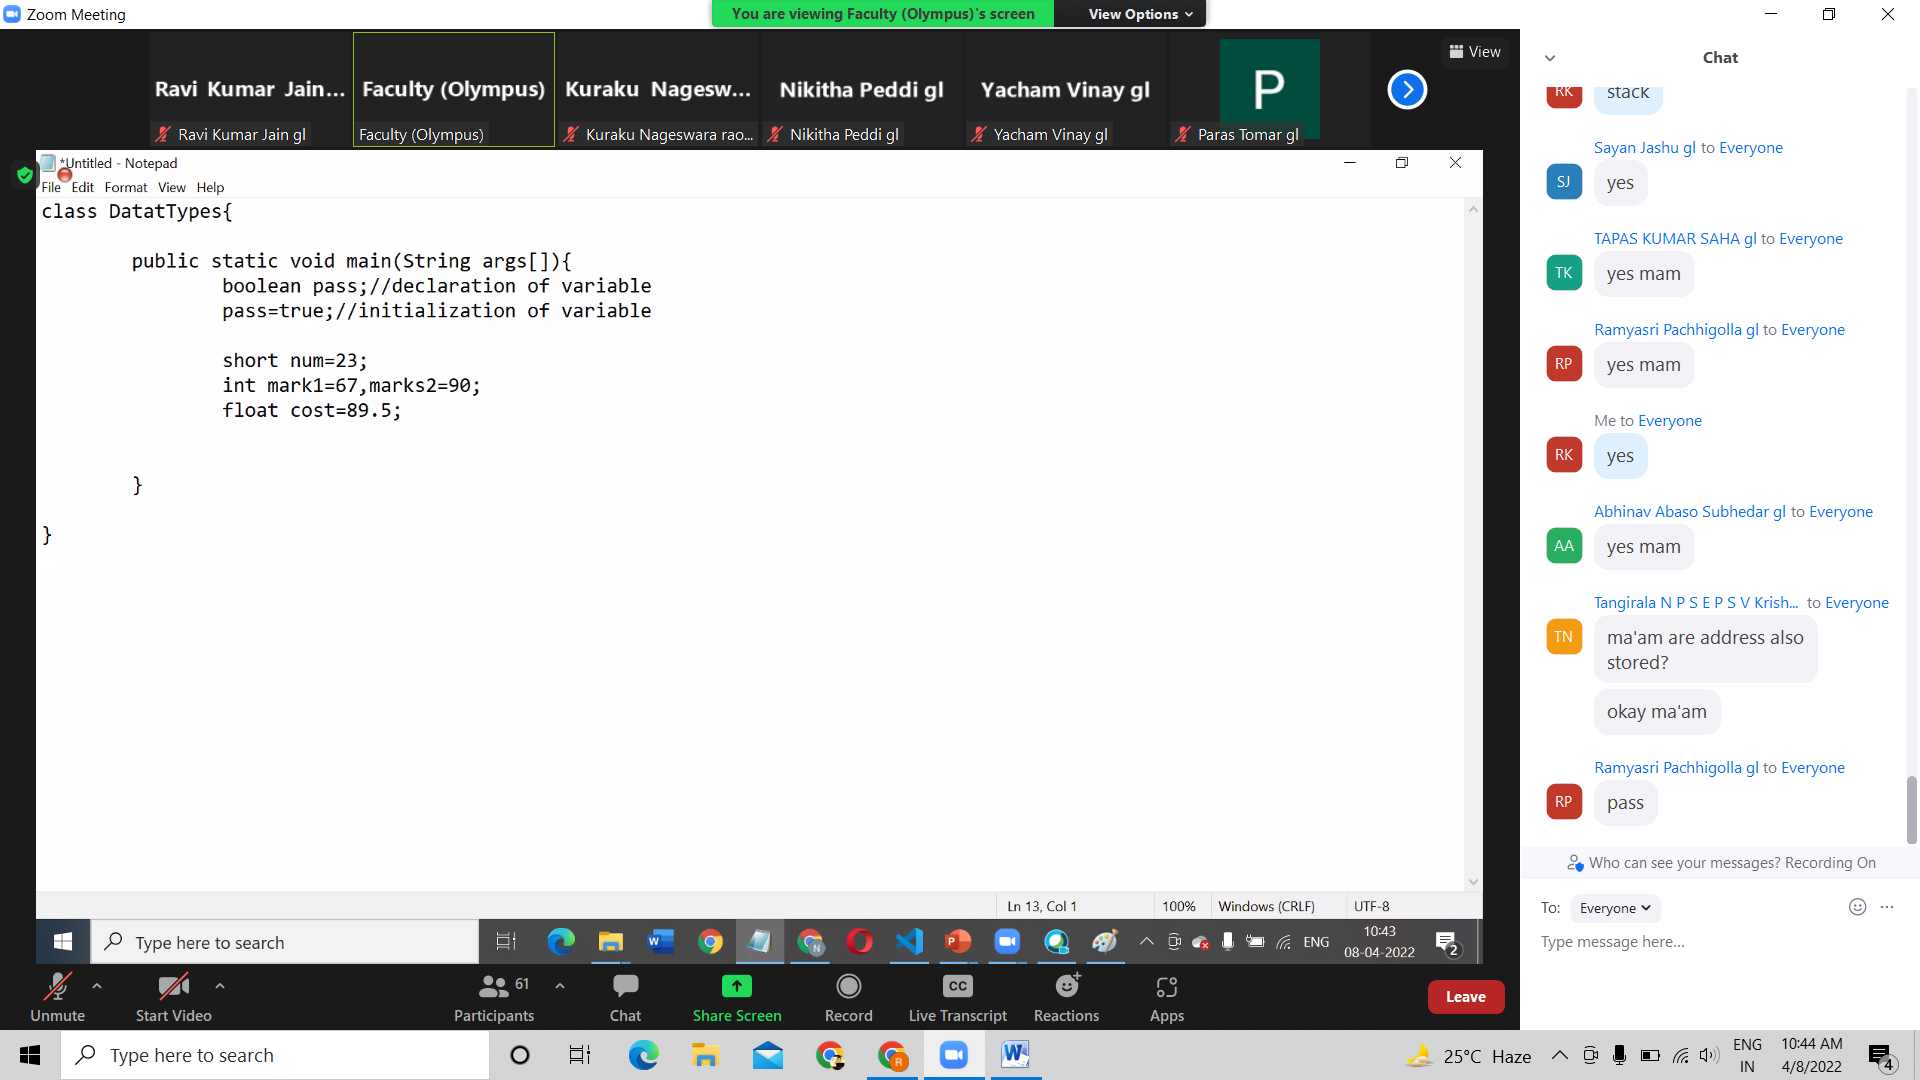 Zoom Meeting
You are viewing Faculty (Olympus)'s screen
View Options
View
Ravi Kumar Jain...
Faculty (Olympus)
Kuraku Nagesw...
Nikitha Peddi gl
Yacham Vinay gl
P
Ravi Kumar Jain gl
Faculty (Olympus)
Kuraku Nageswara rao...
Nikitha Peddi gl
Yacham Vinay gl
Paras Tomar gl
*Untitled - Notepad
File Edit Format View Help
class DatatTypes{
public static void main(String args[]){
boolean pass;//declaration of variable
pass=true;//initialization of variable
short num=23;
int mark1=67,marks2=90;
float cost=89.5;
}
}
Ln 13, Col 1
100%
Windows (CRLF)
UTF-8
Type here to search
N
ENG
10:43
08-04-2022
2
Unmute
Start Video
61
Participants
Chat
Share Screen
Record
CC
Live Transcript
Reactions
Apps
Leave
Chat
RK
stack
Sayan Jashu gl to Everyone
SJ
yes
TAPAS KUMAR SAHA gl to Everyone
TK
yes mam
Ramyasri Pachhigolla gl to Everyone
RP
yes mam
Me to Everyone
RK
yes
Abhinav Abaso Subhedar gl to Everyone
AA
yes mam
Tangirala N P S E P S V Krish... to Everyone
TN
ma'am are address also
stored?
okay ma'am
Ramyasri Pachhigolla gl to Everyone
RP
pass
Who can see your messages? Recording On
To: Everyone
Type message here...
Type here to search
R
25°C Haze
ENG
IN
10:44 AM
4/8/2022
4